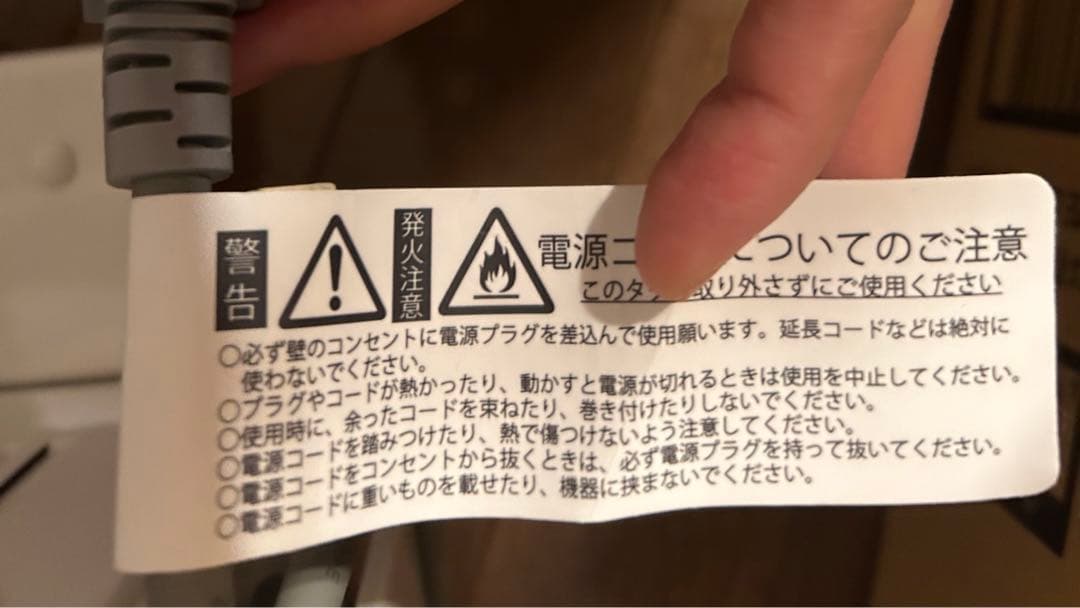 警告
発火注意
電源コ ついてのご注意
このタ 取り外さずにご使用ください
○必ず壁のコンセントに電源プラグを差込んで使用願います。延長コードなどは絶対に
使わないでください。
○プラグやコードが熱かったり、動かすと電源が切れるときは使用を中止してください。
○使用時に、余ったコードを束ねたり、巻き付けたりしないでください。
○電源コードを踏みつけたり、熱で傷つけないよう注意してください。
○電源コードをコンセントから抜くときは、必ず電源プラグを持って抜いてください。
○電源コードに重いものを載せたり、機器に挟まないでください。